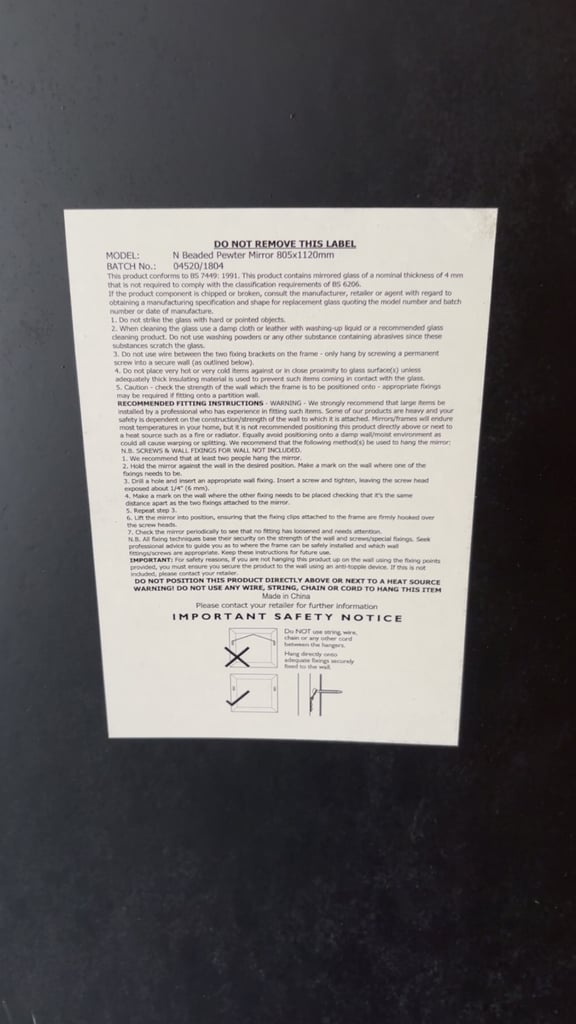 DO NOT REMOVE THIS LABEL
MODEL: N Beaded Pewter Mirror 805x1120mm
BATCH No.: 04520/1804
This product conforms to BS 7449: 1991. This product contains mirrored glass of a nominal thickness of 4 mm
that is not required to comply with the classification requirements of BS 6206.
If the product component is chipped or broken, consult the manufacturer, retailer or agent with regard to
obtaining a manufacturing specification and shape for replacement glass quoting the model number and batch
number or date of manufacture.
1. Do not strike the glass with hard or pointed objects.
2. When cleaning the glass use a damp cloth or leather with washing-up liquid or a recommended glass
cleaning product. Do not use washing powders or any other substance containing abrasives since these
substances scratch the glass.
3. Do not use wire between the two fixing brackets on the frame - only hang by screwing a permanent
screw into a secure wall (as outlined below).
4. Do not place very hot or very cold items against or in close proximity to glass surface(s) unless
adequately thick insulating material is used to prevent such items coming in contact with the glass.
5. Caution - check the strength of the wall which the frame is to be positioned onto - appropriate fixings
may be required if fitting onto a partition wall.
RECOMMENDED FITTING INSTRUCTIONS - WARNING - We strongly recommend that large items be
installed by a professional who has experience in fitting such items. Some of our products are heavy and your
safety is dependent on the construction/strength of the wall to which it is attached. Mirrors/frames will endure
most temperatures in your home, but it is not recommended positioning this product directly above or next to
a heat source such as a fire or radiator. Equally avoid positioning onto a damp wall/moist environment as
could all cause warping or splitting. We recommend that the following method(s) be used to hang the mirror:
N.B. SCREWS & WALL FIXINGS FOR WALL NOT INCLUDED.
1. We recommend that at least two people hang the mirror.
2. Hold the mirror against the wall in the desired position. Make a mark on the wall where one of the
fixings needs to be.
3. Drill a hole and insert an appropriate wall fixing. Insert a screw and tighten, leaving the screw head
exposed about 1/4" (6 mm).
4. Make a mark on the wall where the other fixing needs to be placed checking that it's the same
distance apart as the two fixings attached to the mirror.
5. Repeat step 3.
6. Lift the mirror into position, ensuring that the fixing clips attached to the frame are firmly hooked over
the screw heads.
7. Check the mirror periodically to see that no fitting has loosened and needs attention.
N.B. All fixing techniques base their security on the strength of the wall and screws/special fixings. Seek
professional advice to guide you as to where the frame can be safely installed and which wall
fittings/screws are appropriate. Keep these instructions for future use.
IMPORTANT: For safety reasons, if you are not hanging this product up on the wall using the fixing points
provided, you must ensure you secure the product to the wall using an anti-topple device. If this is not
included, please contact your retailer.
DO NOT POSITION THIS PRODUCT DIRECTLY ABOVE OR NEXT TO A HEAT SOURCE
WARNING! DO NOT USE ANY WIRE, STRING, CHAIN OR CORD TO HANG THIS ITEM
Made in China
Please contact your retailer for further information
IMPORTANT SAFETY NOTICE
Do NOT use string, wire,
chain or any other cord
between the hangers.
Hang directly onto
adequate fixings securely
fixed to the wall.